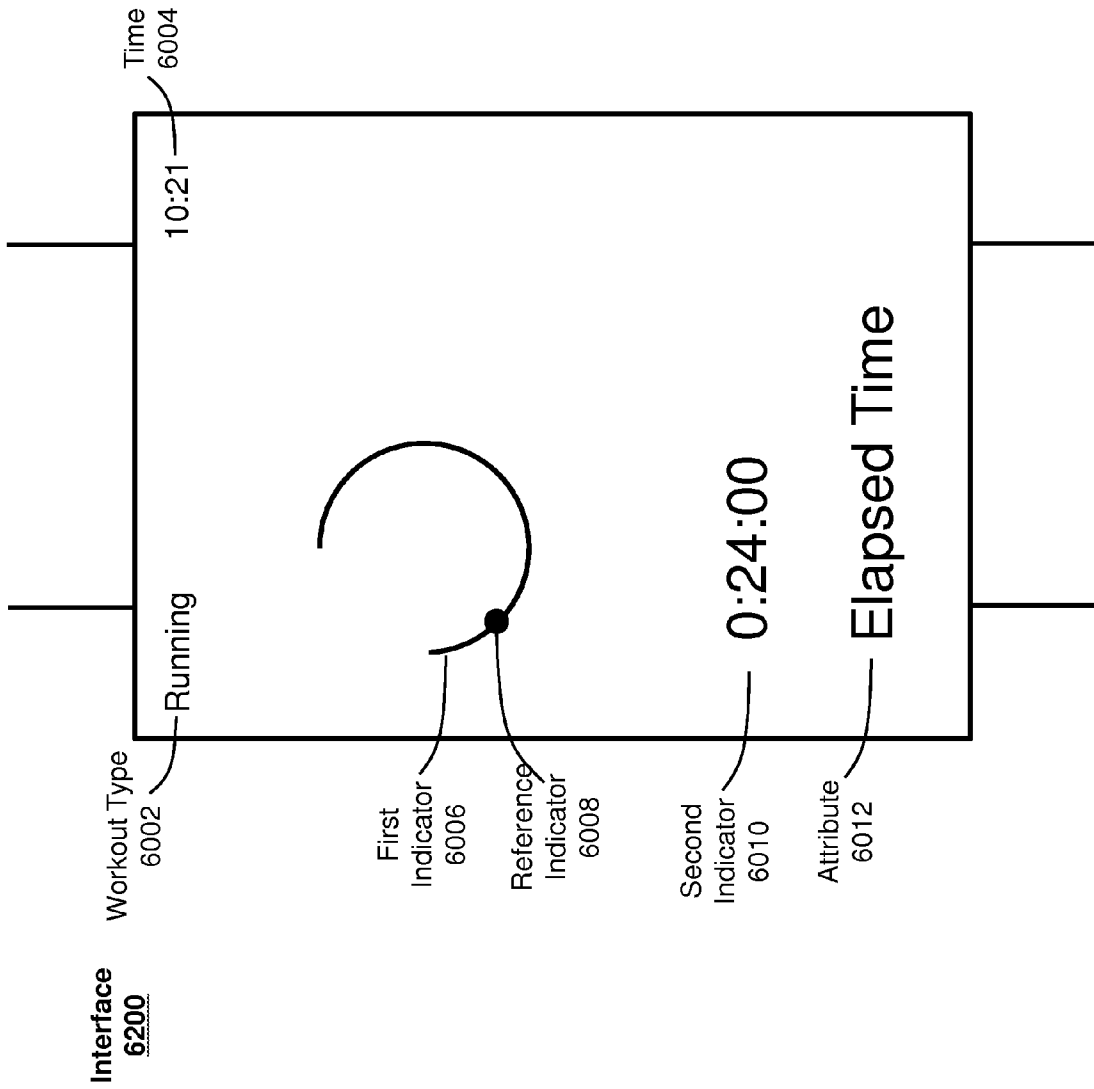 Interface
6200
Workout Type
6002
Running
10:21
Time
6004
First
Indicator
6006
Reference
Indicator
6008
Second
Indicator
6010
0:24:00
Attribute
6012
Elapsed Time